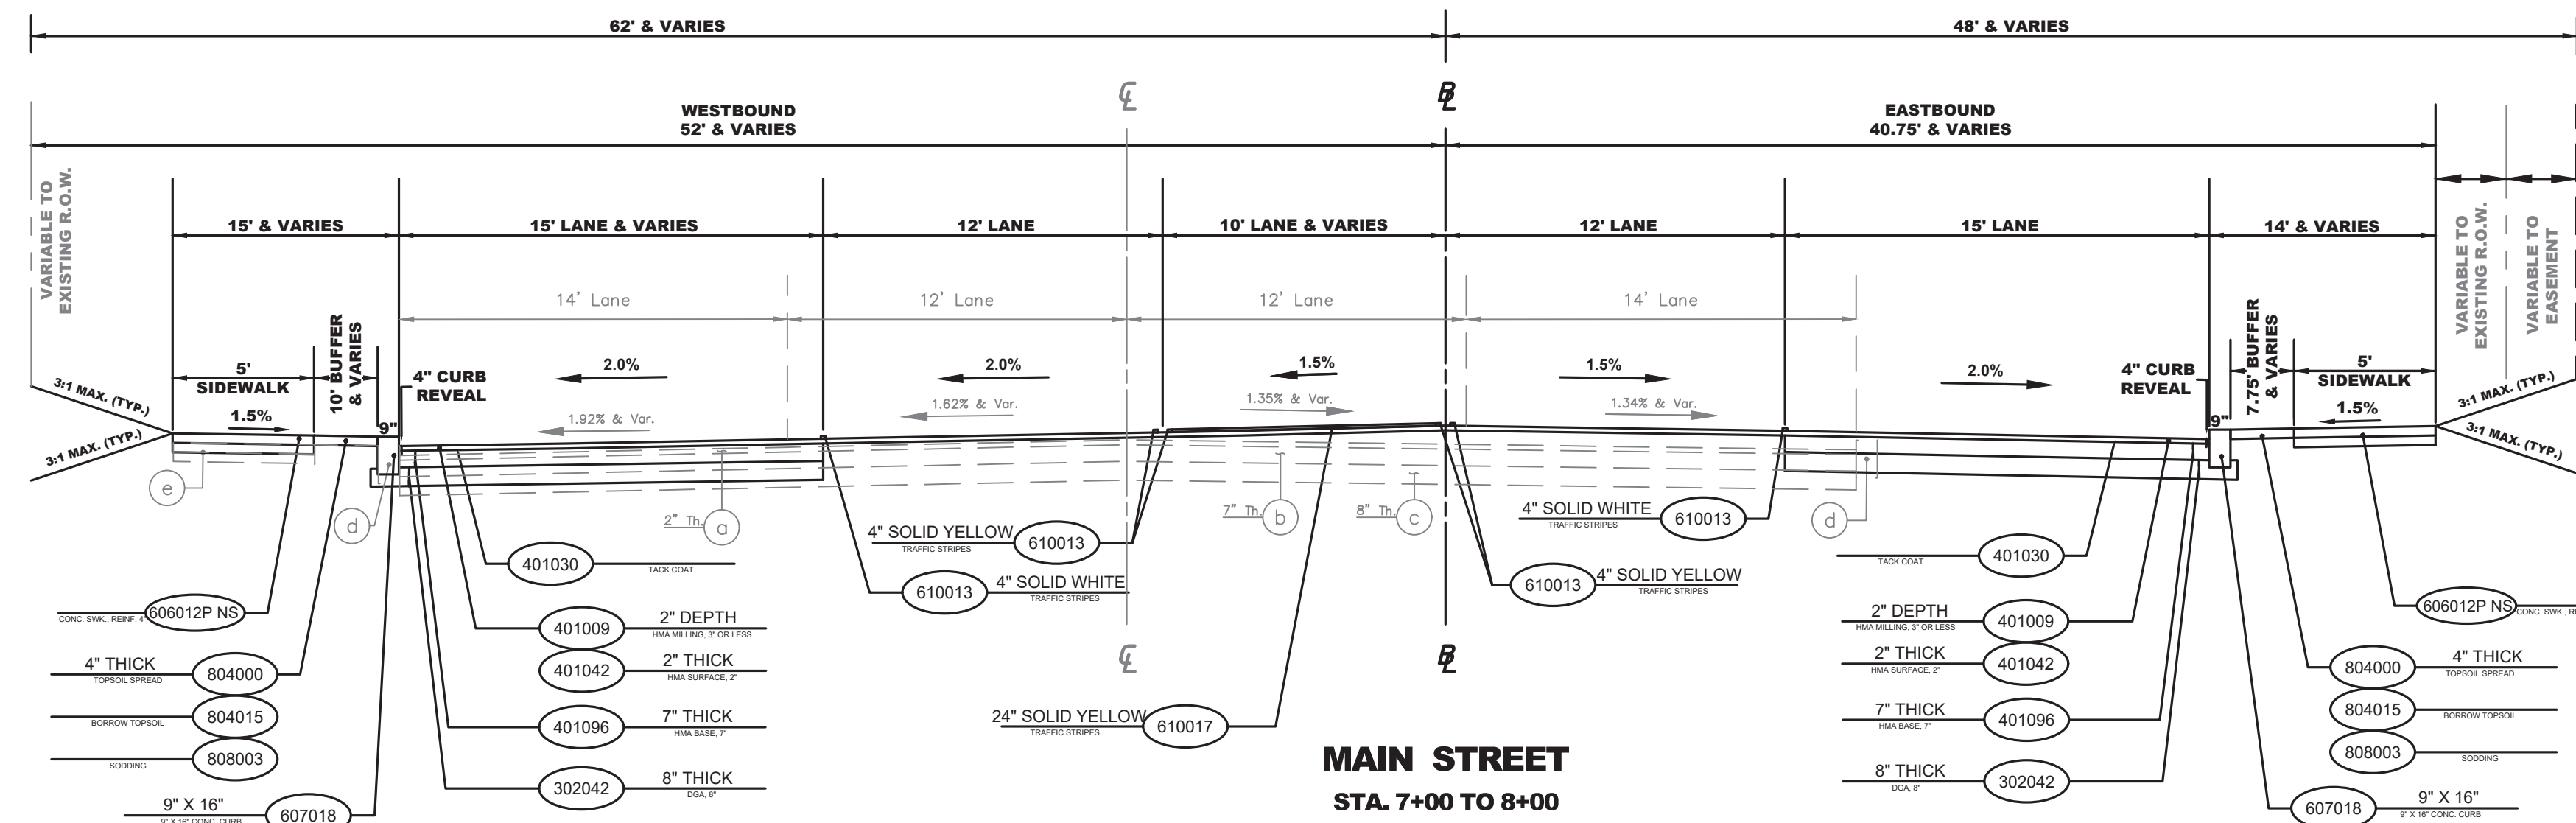 62' & VARIES
48' & VARIES
WESTBOUND
52' & VARIES
EASTBOUND
40.75' & VARIES
VARIABLE TO
EXISTING R.O.W.
15' & VARIES
15' LANE & VARIES
12' LANE
10' LANE & VARIES
12' LANE
15' LANE
14' & VARIES
VARIABLE TO
EXISTING R.O.W.
VARIABLE TO
EASEMENT
14' Lane
12' Lane
12' Lane
14' Lane
5'
SIDEWALK
10' BUFFER
& VARIES
4" CURB
REVEAL
2.0%
2.0%
1.5%
1.5%
2.0%
4" CURB
REVEAL
7.75' BUFFER
& VARIES
5'
SIDEWALK
3:1 MAX. (TYP.)
3:1 MAX. (TYP.)
1.5%
9"
1.92% & Var.
1.62% & Var.
1.35% & Var.
1.34% & Var.
9"
1.5%
3:1 MAX. (TYP.)
3:1 MAX. (TYP.)
e
d
2" Th.
a
7" Th.
b
8" Th.
c
d
4" SOLID YELLOW
TRAFFIC STRIPES
610013
610013
4" SOLID WHITE
TRAFFIC STRIPES
4" SOLID WHITE
TRAFFIC STRIPES
610013
610013
4" SOLID YELLOW
TRAFFIC STRIPES
24" SOLID YELLOW
TRAFFIC STRIPES
610017
CONC. SWK., REINF. 4"
606012P NS
4" THICK
TOPSOIL SPREAD
804000
BORROW TOPSOIL
804015
SODDING
808003
9" X 16"
9" X 16" CONC. CURB
607018
401030
TACK COAT
401009
2" DEPTH
HMA MILLING, 3" OR LESS
401042
2" THICK
HMA SURFACE, 2"
401096
7" THICK
HMA BASE, 7"
302042
8" THICK
DGA, 8"
TACK COAT
401030
2" DEPTH
HMA MILLING, 3" OR LESS
401009
2" THICK
HMA SURFACE, 2"
401042
7" THICK
HMA BASE, 7"
401096
8" THICK
DGA, 8"
302042
606012P NS
CONC. SWK., RE
804000
4" THICK
TOPSOIL SPREAD
804015
BORROW TOPSOIL
808003
SODDING
607018
9" X 16"
9" X 16" CONC. CURB
MAIN STREET
STA. 7+00 TO 8+00